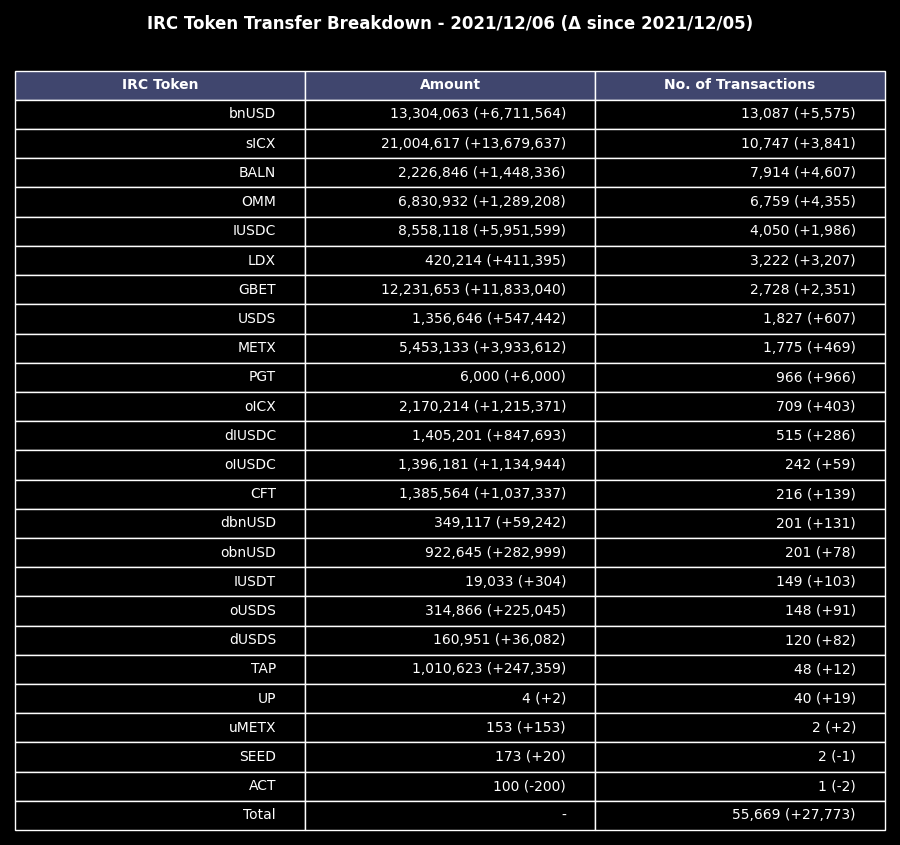 IRC Token Transfer Breakdown - 2021/12/06 (Δ since 2021/12/05)
IRC Token Amount No. of Transactions
bnUSD 13,304,063 (+6,711,564) 13,087 (+5,575)
sICX 21,004,617 (+13,679,637) 10,747 (+3,841)
BALN 2,226,846 (+1,448,336) 7,914 (+4,607)
OMM 6,830,932 (+1,289,208) 6,759 (+4,355)
IUSDC 8,558,118 (+5,951,599) 4,050 (+1,986)
LDX 420,214 (+411,395) 3,222 (+3,207)
GBET 12,231,653 (+11,833,040) 2,728 (+2,351)
USDS 1,356,646 (+547,442) 1,827 (+607)
METX 5,453,133 (+3,933,612) 1,775 (+469)
PGT 6,000 (+6,000) 966 (+966)
oICX 2,170,214 (+1,215,371) 709 (+403)
dIUSDC 1,405,201 (+847,693) 515 (+286)
oIUSDC 1,396,181 (+1,134,944) 242 (+59)
CFT 1,385,564 (+1,037,337) 216 (+139)
dbnUSD 349,117 (+59,242) 201 (+131)
obnUSD 922,645 (+282,999) 201 (+78)
IUSDT 19,033 (+304) 149 (+103)
oUSDS 314,866 (+225,045) 148 (+91)
dUSDS 160,951 (+36,082) 120 (+82)
TAP 1,010,623 (+247,359) 48 (+12)
UP 4 (+2) 40 (+19)
uMETX 153 (+153) 2 (+2)
SEED 173 (+20) 2 (-1)
ACT 100 (-200) 1 (-2)
Total - 55,669 (+27,773)